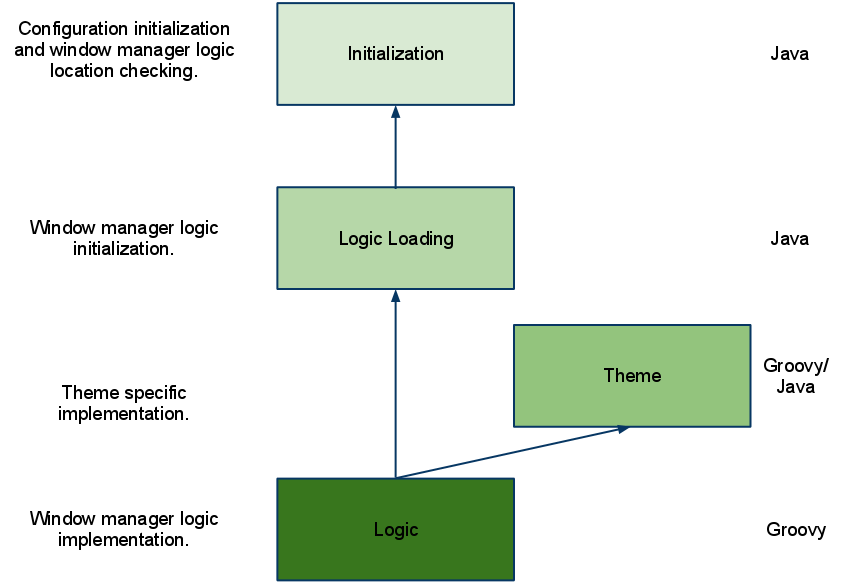 Configuration initialization
and window manager logic
location checking.
Initialization
Java
Window manager logic
initialization.
Logic Loading
Java
Theme specific
implementation.
Theme
Groovy/
Java
Window manager logic
implementation.
Logic
Groovy